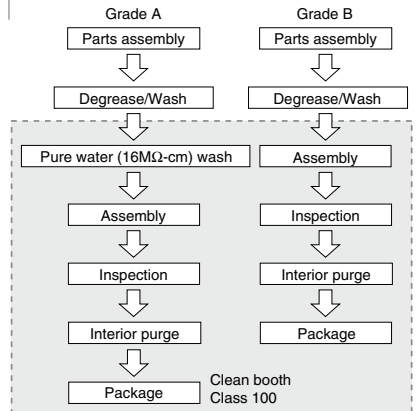 Grade A
Parts assembly
Degrease/Wash
Pure water (16MΩ-cm) wash
Assembly
Inspection
Interior purge
Package
Clean booth
Class 100
Grade B
Parts assembly
Degrease/Wash
Assembly
Inspection
Interior purge
Package